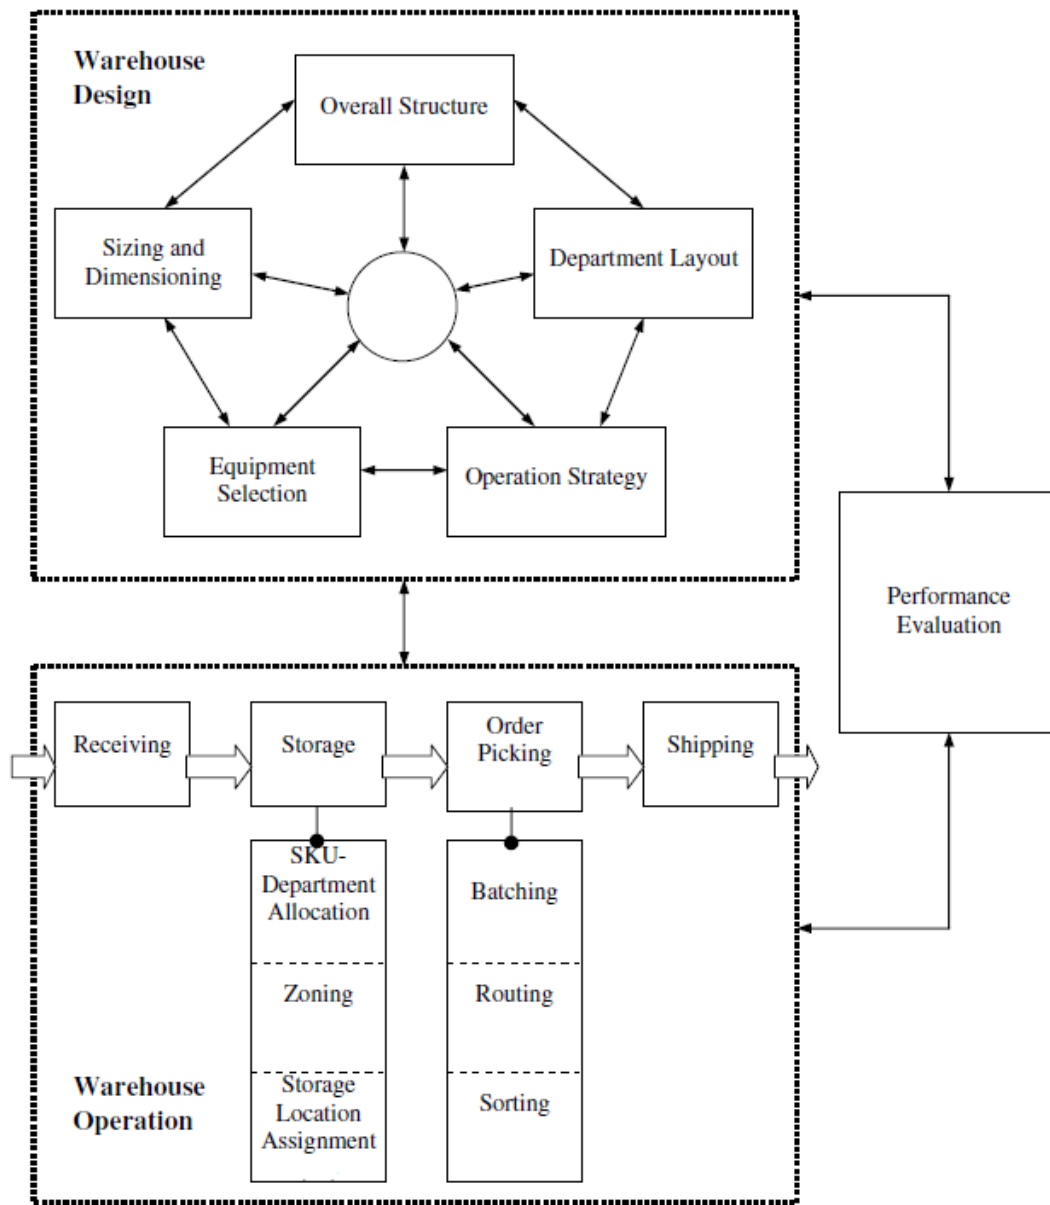 Warehouse
Design
Overall Structure
Sizing and
Dimensioning
Department Layout
Equipment
Selection
Operation Strategy
Performance
Evaluation
Receiving
Storage
Order
Picking
Shipping
SKU-
Department
Allocation
Zoning
Storage
Location
Assignment
Batching
Routing
Sorting
Warehouse
Operation